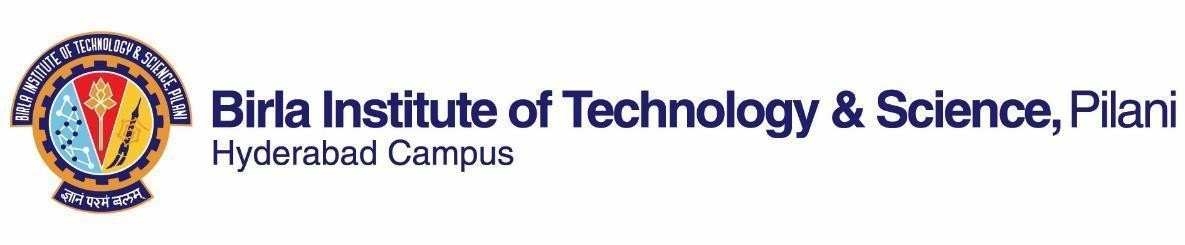 BIRLA INSTITUTE OF TECHNOLOGY & SCIENCE, PILANI
ज्ञानं परमं बलम्
Birla Institute of Technology & Science, Pilani
Hyderabad Campus